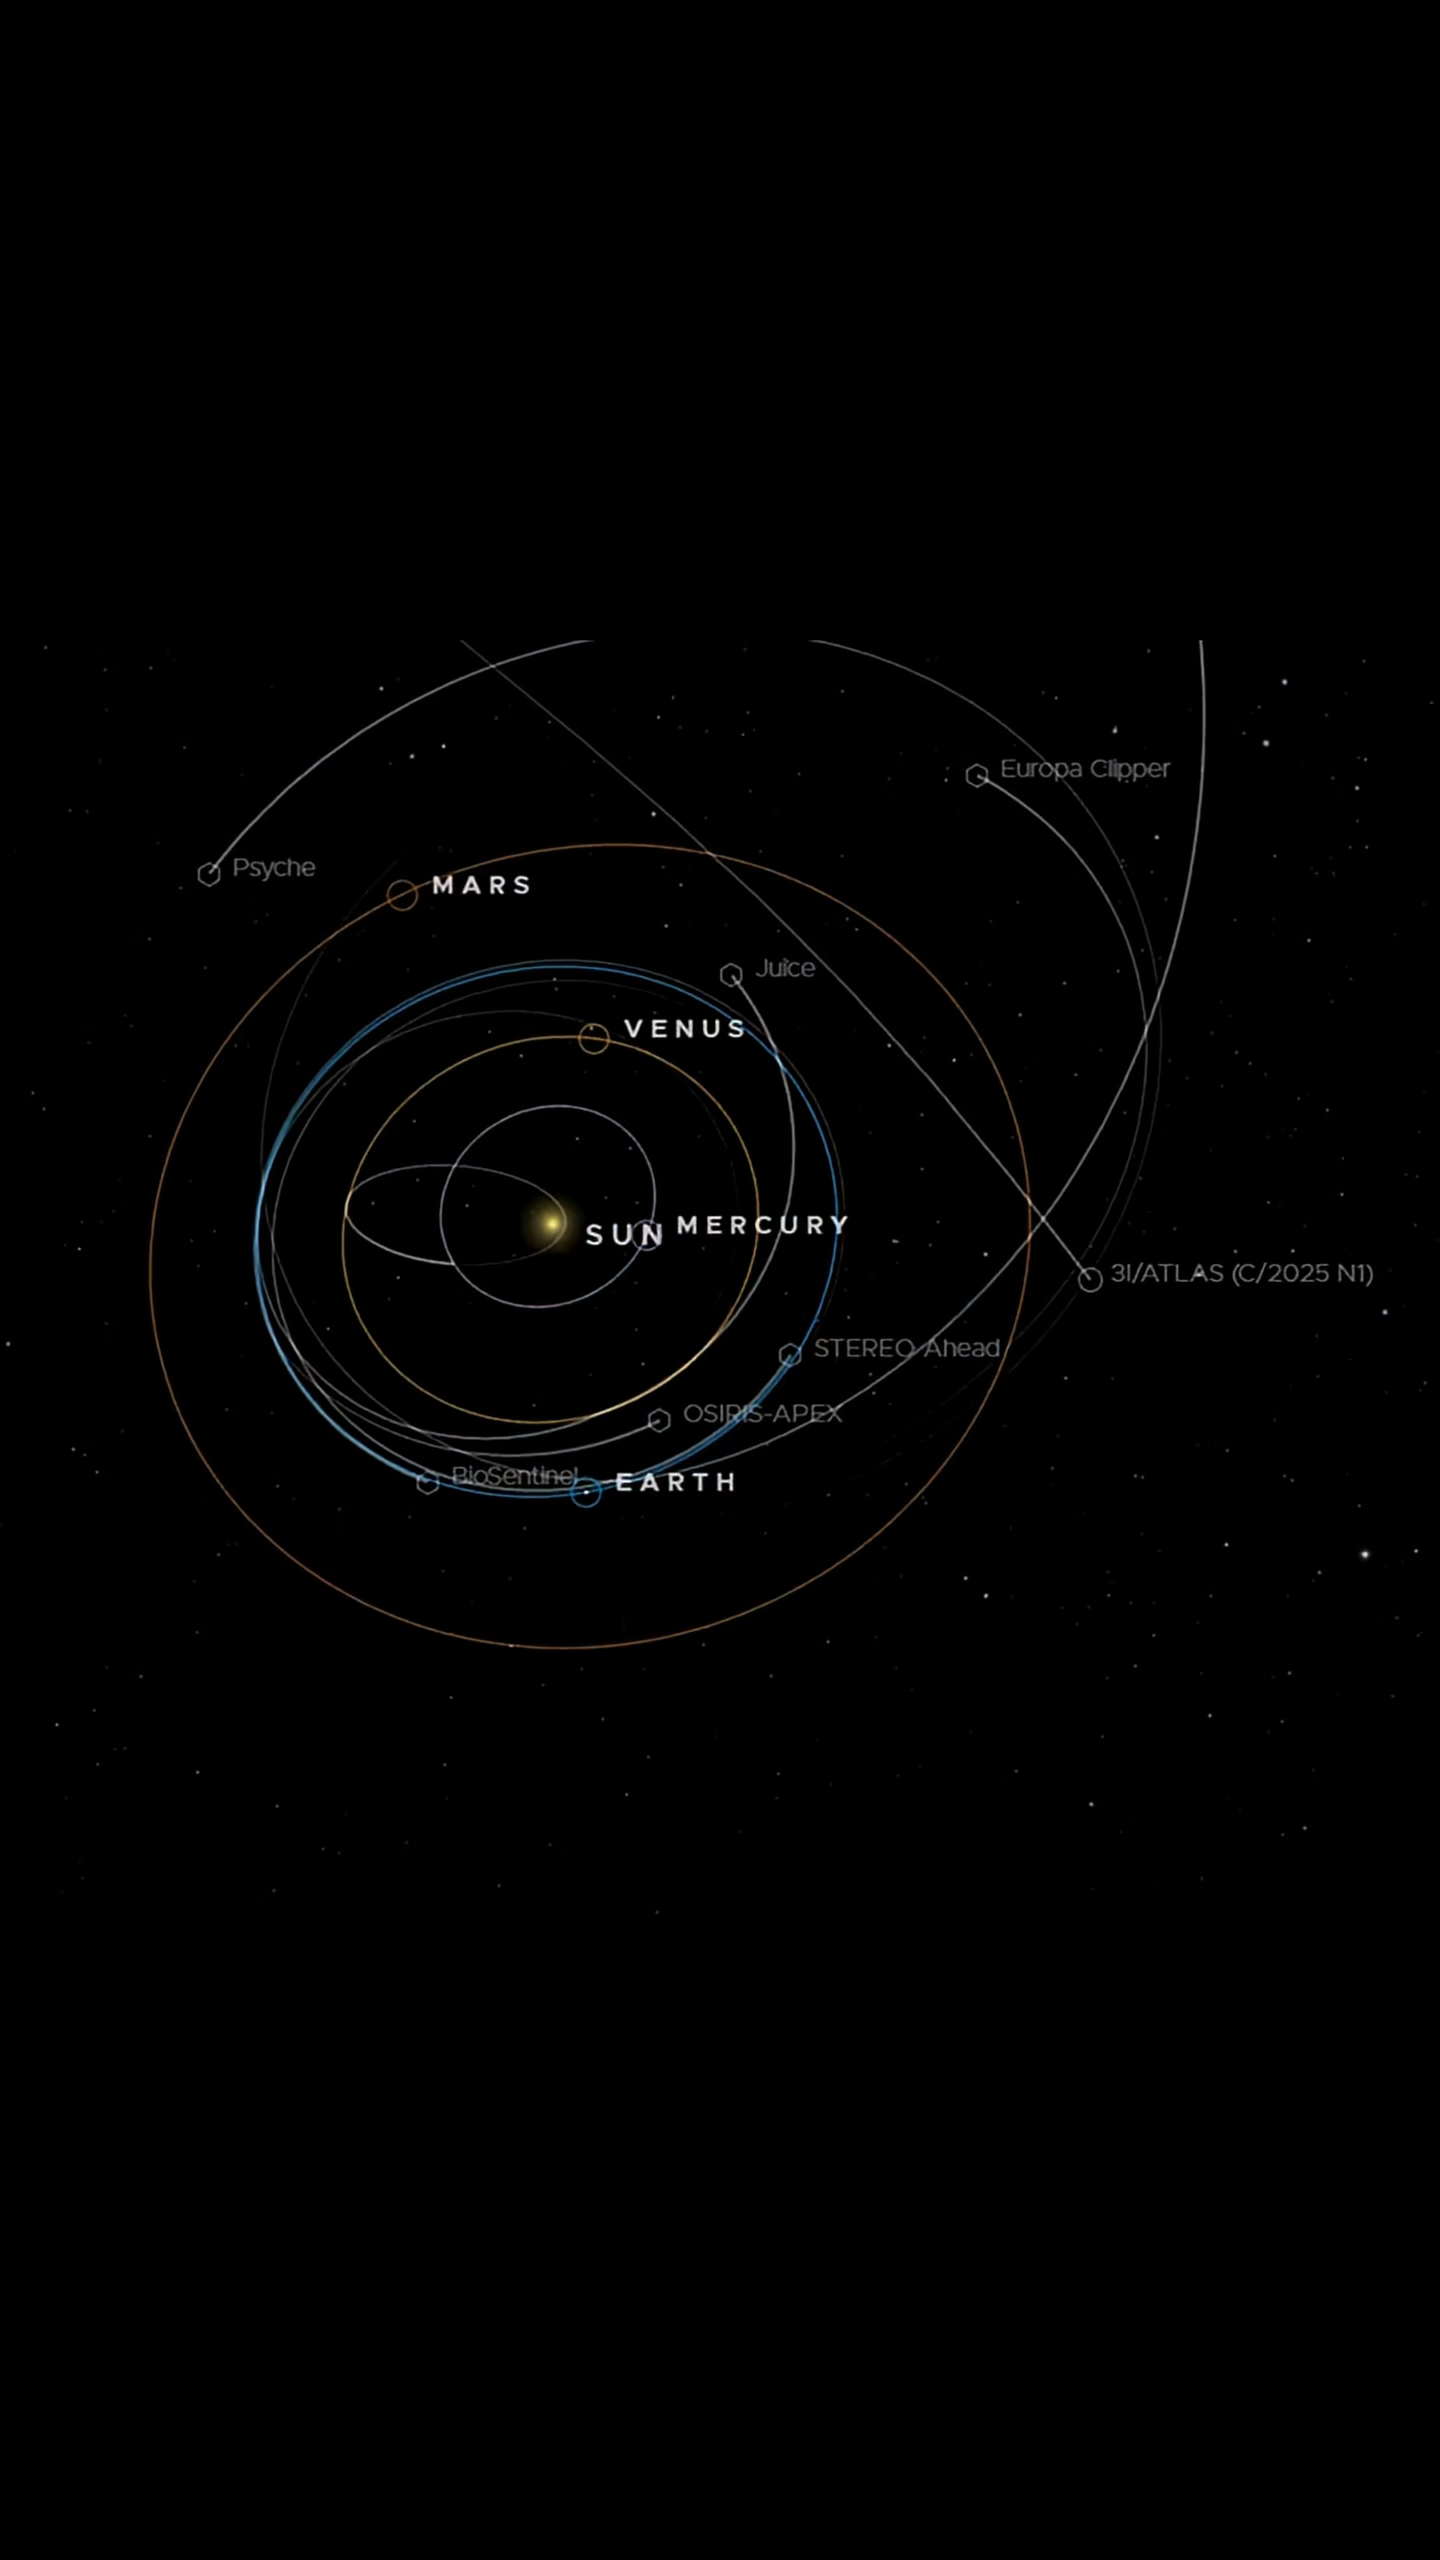 Europa Clipper
Psyche
MARS
Juice
VENUS
SUN
MERCURY
3I/ATLAS (C/2025 N1)
STEREO Ahead
OSIRIS-APEX
BioSentinel
EARTH